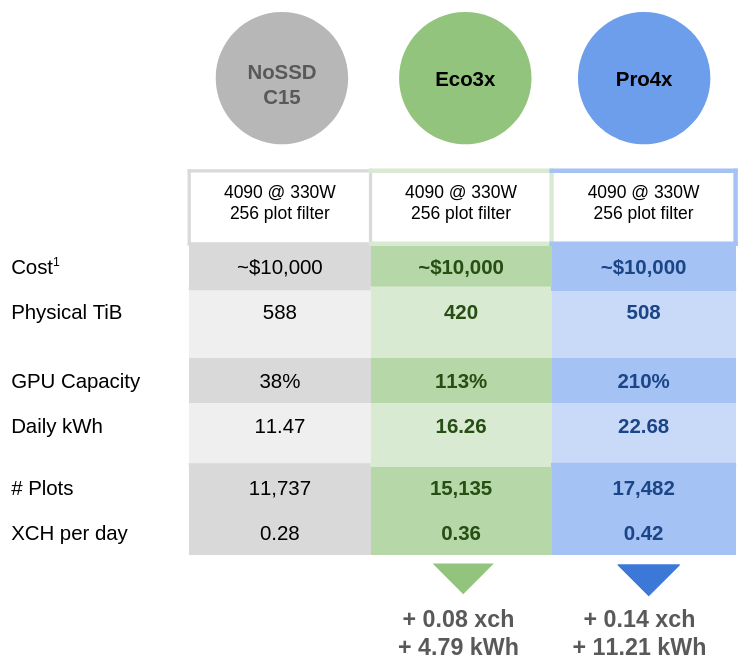 NoSSD
C15
Eco3x
Pro4x
4090 @ 330W
256 plot filter
4090 @ 330W
256 plot filter
4090 @ 330W
256 plot filter
Cost¹ ~$10,000 ~$10,000 ~$10,000
Physical TiB 588 420 508
GPU Capacity 38% 113% 210%
Daily kWh 11.47 16.26 22.68
# Plots 11,737 15,135 17,482
XCH per day 0.28 0.36 0.42
+ 0.08 xch
+ 4.79 kWh
+ 0.14 xch
+ 11.21 kWh